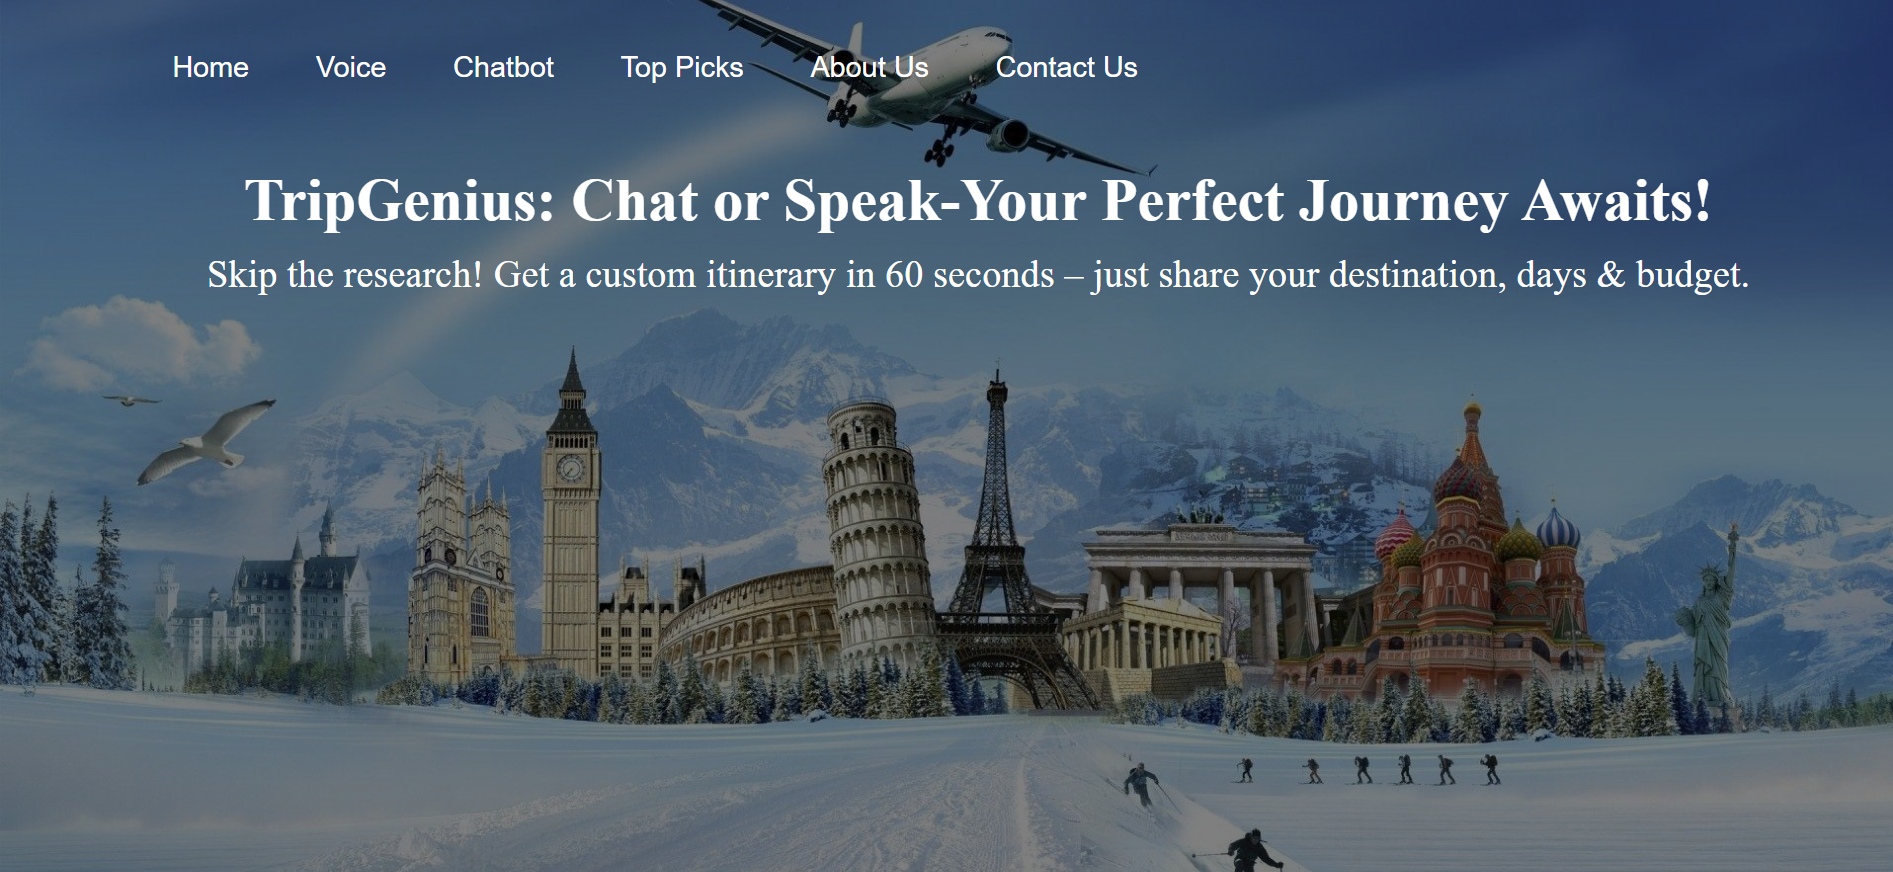 Home Voice Chatbot Top Picks About Us Contact Us
TripGenius: Chat or Speak-Your Perfect Journey Awaits!
Skip the research! Get a custom itinerary in 60 seconds – just share your destination, days & budget.